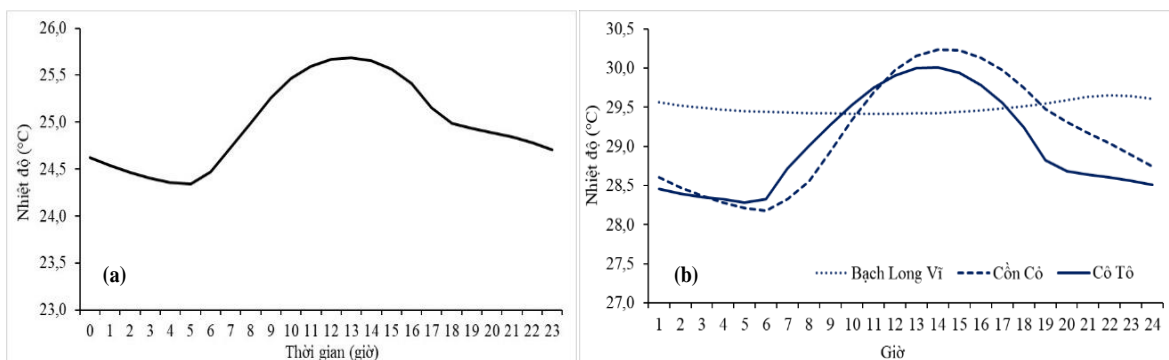 26,0
25,5
25,0
24,5
24,0
23,5
23,0
Nhiệt độ (°C)
(a)
0 1 2 3 4 5 6 7 8 9 10 11 12 13 14 15 16 17 18 19 20 21 22 23
Thời gian (giờ)
30,5
30,0
29,5
29,0
28,5
28,0
27,5
27,0
Nhiệt độ (°C)
(b)
Bạch Long Vĩ Cồn Cỏ Cô Tô
1 2 3 4 5 6 7 8 9 10 11 12 13 14 15 16 17 18 19 20 21 22 23 24
Giờ